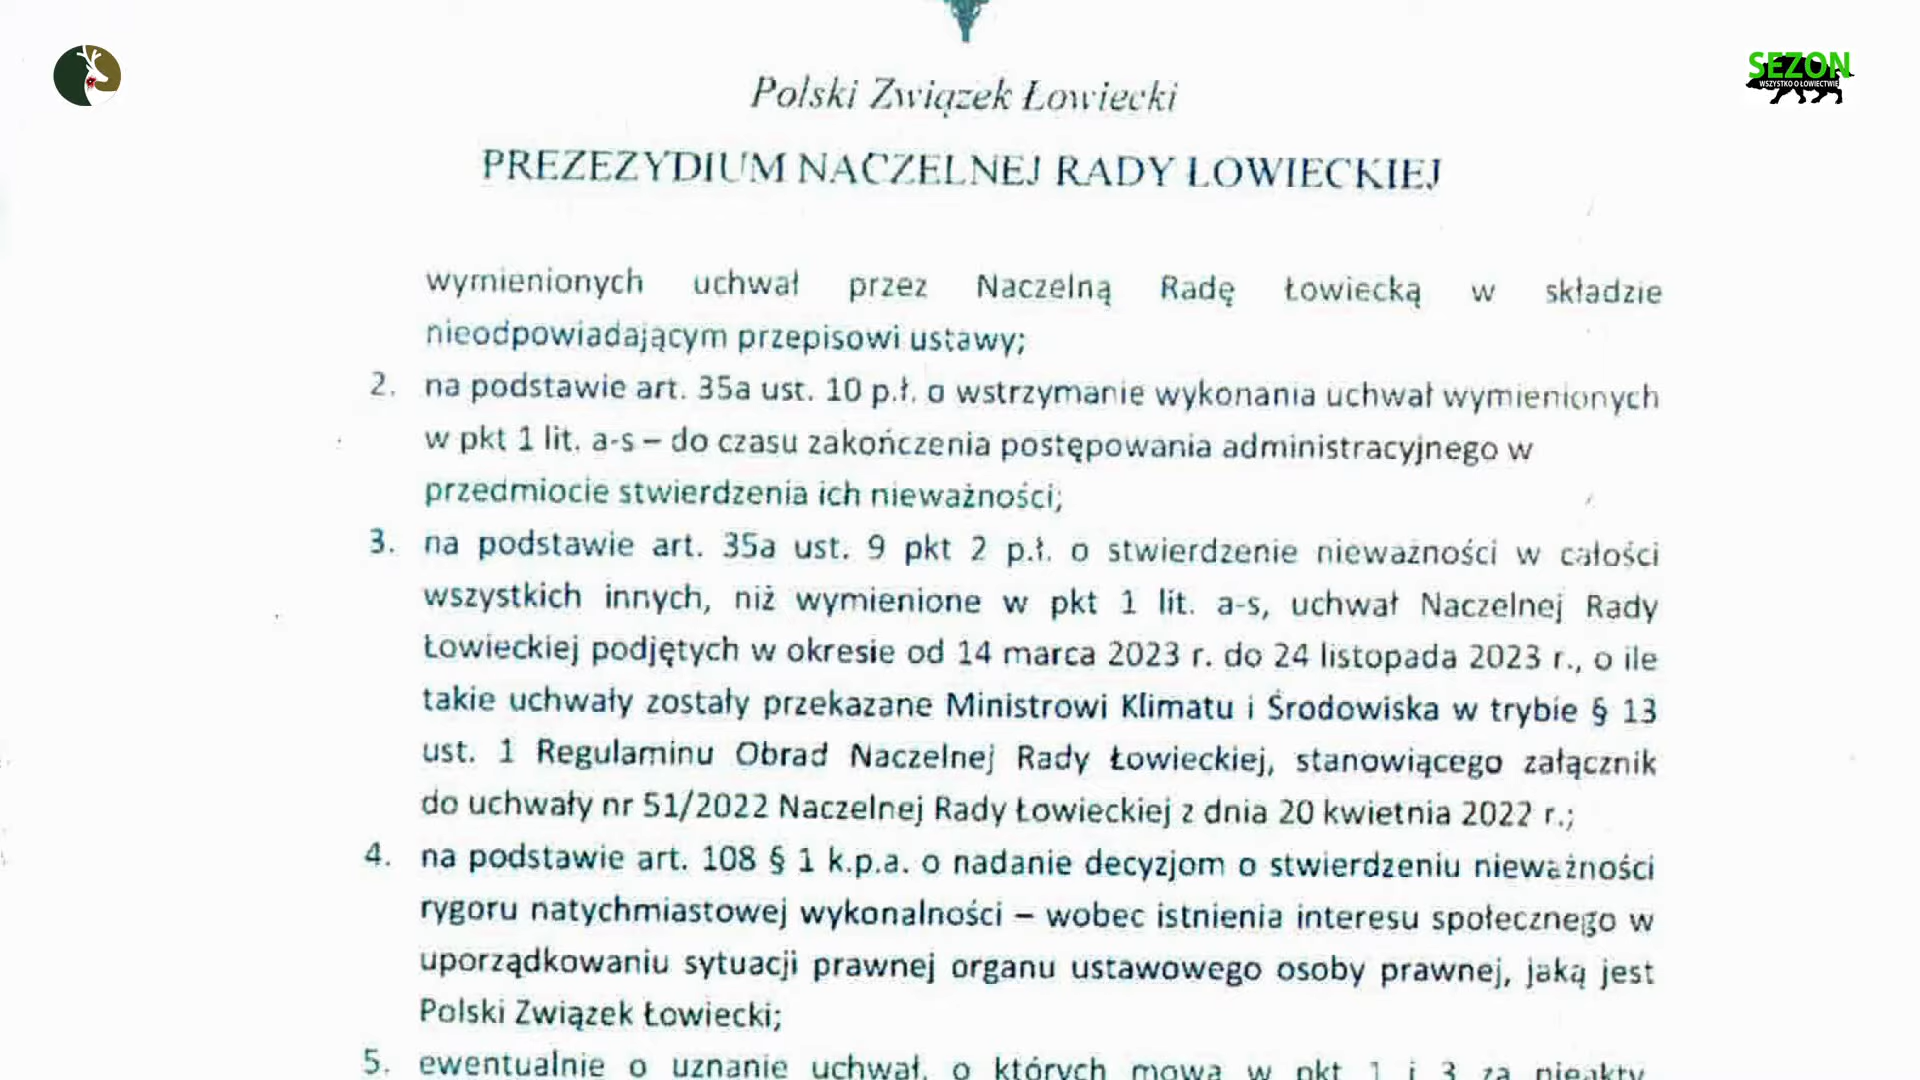 SEZON
WSZYSTKO O ŁOWIECTWIE
Polski Związek Łowiecki
PREZEZYDIUM NACZELNEJ RADY ŁOWIECKIEJ
wymienionych uchwał przez Naczelną Radę Łowiecką w składzie
nieodpowiadającym przepisowi ustawy;
2. na podstawie art. 35a ust. 10 p.ł. o wstrzymanie wykonania uchwał wymienionych
w pkt 1 lit. a-s – do czasu zakończenia postępowania administracyjnego w
przedmiocie stwierdzenia ich nieważności;
3. na podstawie art. 35a ust. 9 pkt 2 p.ł. o stwierdzenie nieważności w całości
wszystkich innych, niż wymienione w pkt 1 lit. a-s, uchwał Naczelnej Rady
Łowieckiej podjętych w okresie od 14 marca 2023 r. do 24 listopada 2023 r., o ile
takie uchwały zostały przekazane Ministrowi Klimatu i Środowiska w trybie § 13
ust. 1 Regulaminu Obrad Naczelnej Rady Łowieckiej, stanowiącego załącznik
do uchwały nr 51/2022 Naczelnej Rady Łowieckiej z dnia 20 kwietnia 2022 r.;
4. na podstawie art. 108 § 1 k.p.a. o nadanie decyzjom o stwierdzeniu nieważności
rygoru natychmiastowej wykonalności – wobec istnienia interesu społecznego w
uporządkowaniu sytuacji prawnej organu ustawowego osoby prawnej, jaką jest
Polski Związek Łowiecki;
5. ewentualnie o uznanie uchwał, o których mowa w pkt 1 i 3 za nieakty